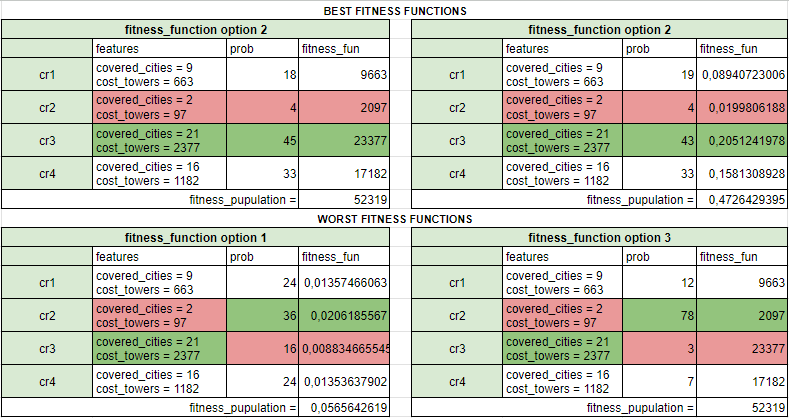 BEST FITNESS FUNCTIONS
fitness_function option 2
features prob fitness_fun
cr1 covered_cities = 9 18 9663
cost_towers = 663
cr2 covered_cities = 2 4 2097
cost_towers = 97
cr3 covered_cities = 21 45 23377
cost_towers = 2377
cr4 covered_cities = 16 33 17182
cost_towers = 1182
fitness_pupulation = 52319
fitness_function option 2
features prob fitness_fun
cr1 covered_cities = 9 19 0,08940723006
cost_towers = 663
cr2 covered_cities = 2 4 0,0199806188
cost_towers = 97
cr3 covered_cities = 21 43 0,2051241978
cost_towers = 2377
cr4 covered_cities = 16 33 0,1581308928
cost_towers = 1182
fitness_pupulation = 0,4726429395
WORST FITNESS FUNCTIONS
fitness_function option 1
features prob fitness_fun
cr1 covered_cities = 9 24 0,01357466063
cost_towers = 663
cr2 covered_cities = 2 36 0,0206185567
cost_towers = 97
cr3 covered_cities = 21 16 0,008834665545
cost_towers = 2377
cr4 covered_cities = 16 24 0,01353637902
cost_towers = 1182
fitness_pupulation = 0,0565642619
fitness_function option 3
features prob fitness_fun
cr1 covered_cities = 9 12 9663
cost_towers = 663
cr2 covered_cities = 2 78 2097
cost_towers = 97
cr3 covered_cities = 21 3 23377
cost_towers = 2377
cr4 covered_cities = 16 7 17182
cost_towers = 1182
fitness_pupulation = 52319